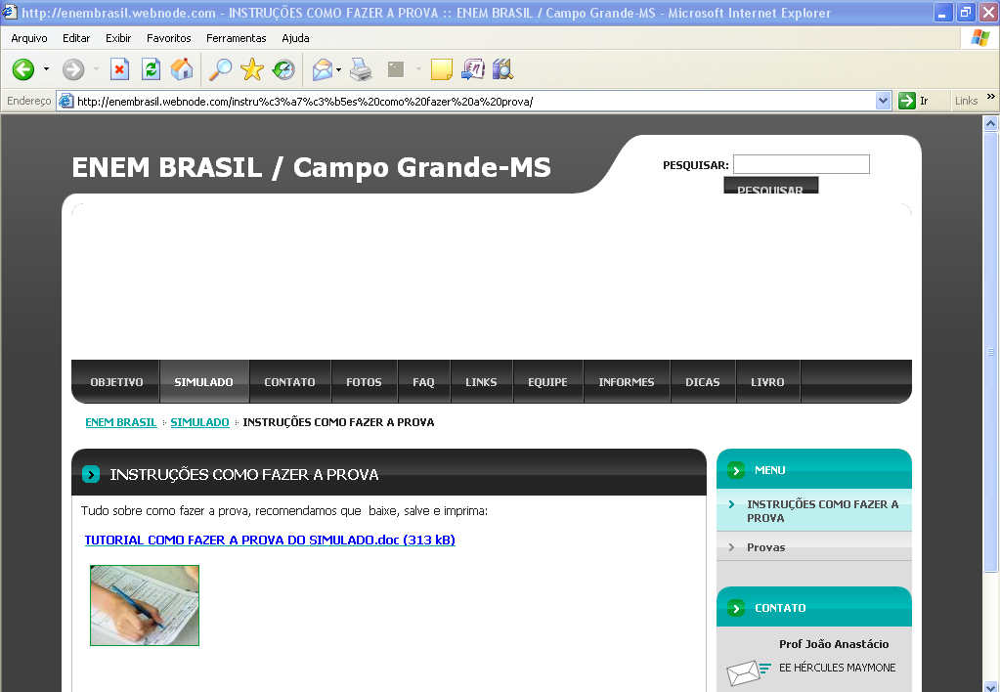 http://enembrasil.webnode.com - INSTRUÇÕES COMO FAZER A PROVA :: ENEM BRASIL / Campo Grande-MS - Microsoft Internet Explorer
Arquivo Editar Exibir Favoritos Ferramentas Ajuda
Endereço http://enembrasil.webnode.com/instru%c3%a7%c3%b5es%20como%20fazer%20a%20prova/ Ir Links »
ENEM BRASIL / Campo Grande-MS
PESQUISAR:
PESQUISAR
OBJETIVO SIMULADO CONTATO FOTOS FAQ LINKS EQUIPE INFORMES DICAS LIVRO
ENEM BRASIL SIMULADO INSTRUÇÕES COMO FAZER A PROVA
INSTRUÇÕES COMO FAZER A PROVA
Tudo sobre como fazer a prova, recomendamos que  baixe, salve e imprima:
TUTORIAL COMO FAZER A PROVA DO SIMULADO.doc (313 kB)
MENU
INSTRUÇÕES COMO FAZER A
PROVA
Provas
CONTATO
Prof João Anastácio
EE HÉRCULES MAYMONE